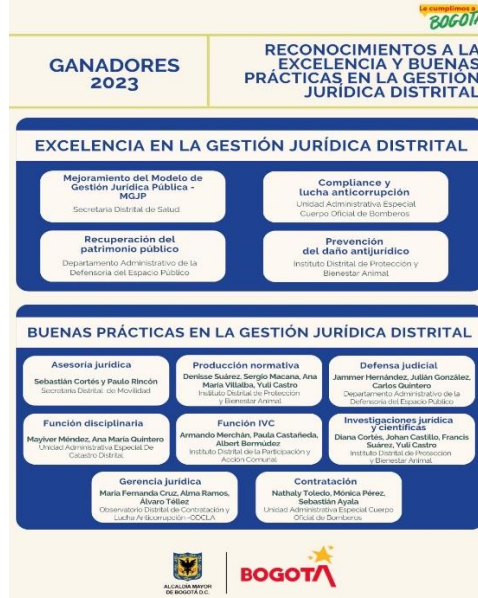 Le cumplimos a
BOGOTÁ
GANADORES
2023
RECONOCIMIENTOS A LA
EXCELENCIA Y BUENAS
PRÁCTICAS EN LA GESTIÓN
JURÍDICA DISTRITAL
EXCELENCIA EN LA GESTIÓN JURÍDICA DISTRITAL
Mejoramiento del Modelo de
Gestión Jurídica Pública -
MGJP
Secretaria Distrital de Salud
Compliance y
lucha anticorrupción
Unidad Administrativa Especial
Cuerpo Oficial de Bomberos
Recuperación del
patrimonio público
Departamento Administrativo de la
Defensoría del Espacio Público
Prevención
del daño antijurídico
Instituto Distrital de Protección y
Bienestar Animal
BUENAS PRÁCTICAS EN LA GESTIÓN JURÍDICA DISTRITAL
Asesoría jurídica
Sebastián Cortés y Paulo Rincón
Secretaria Distrital de Movilidad
Producción normativa
Denisse Suárez, Sergio Macana, Ana
María Villalba, Yuli Castro
Instituto Distrital de Protección
y Bienestar Animal
Defensa judicial
Jammer Hernández, Julián González,
Carlos Quintero
Departamento Administrativo de la
Defensoría del Espacio Público
Función disciplinaria
Mayiver Méndez, Ana María Quintero
Unidad Administrativa Especial De
Catastro Distrital
Función IVC
Armando Merchán, Paula Castañeda,
Albert Bermúdez
Instituto Distrital de la Participación y
Acción Comunal
Investigaciones jurídica
y científicas
Diana Cortés, Johan Castillo, Francis
Suárez, Yuli Castro
Instituto Distrital de Protección
y Bienestar Animal
Gerencia jurídica
María Fernanda Cruz, Alma Ramos,
Álvaro Téllez
Observatorio Distrital de Contratación y
Lucha Anticorrupción -ODCLA
Contratación
Nathaly Toledo, Mónica Pérez,
Sebastián Ayala
Unidad Administrativa Especial Cuerpo
Oficial de Bomberos
ALCALDÍA MAYOR
DE BOGOTÁ D.C.
BOGOTÁ